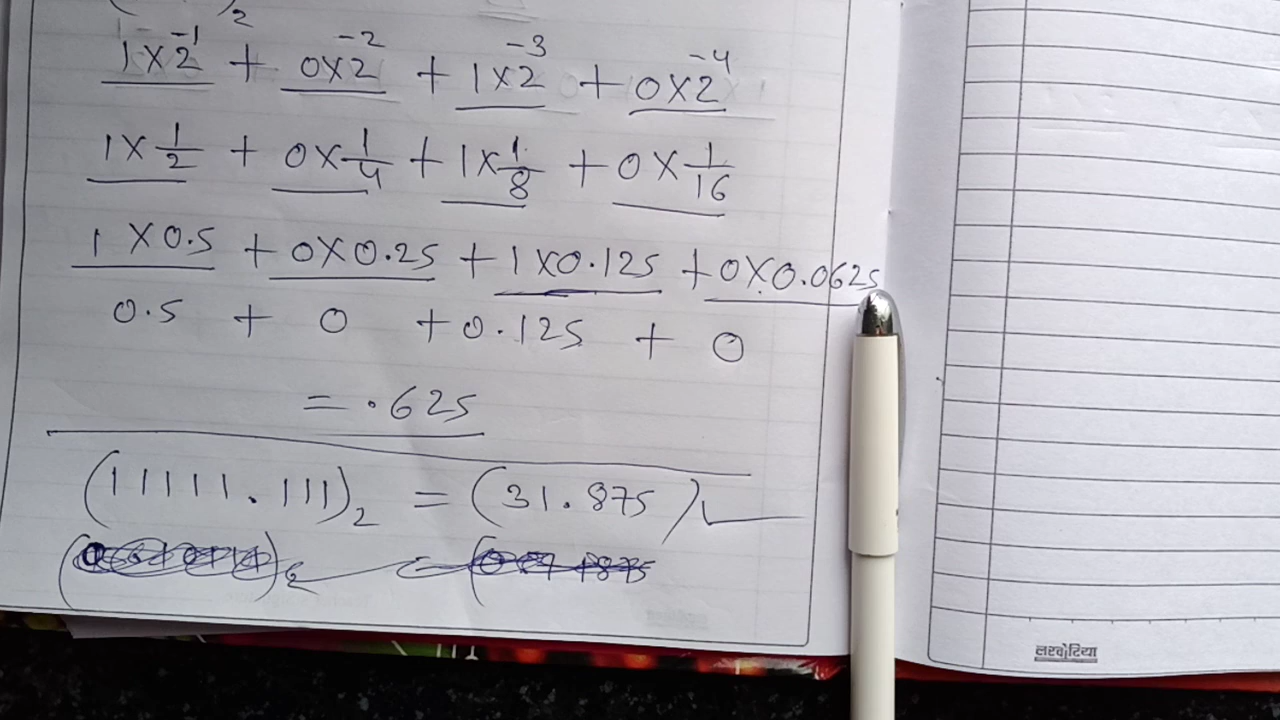 ( )₂
1×2⁻¹ + 0×2⁻² + 1×2⁻³ + 0×2⁻⁴
1×1/2 + 0×1/4 + 1×1/8 + 0×1/16
1×0.5 + 0×0.25 + 1×0.125 + 0×0.0625
0.5 + 0 + 0.125 + 0
= .625
(11111.111)₂ = (31.875)
लखोटिया